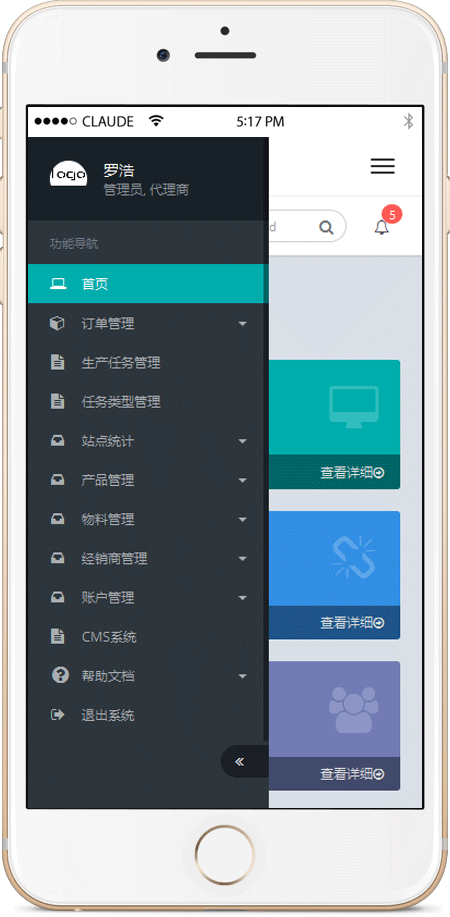 CLAUDE
5:17 PM
logo
罗浩
管理员, 代理商
d
5
功能导航
首页
订单管理
生产任务管理
任务类型管理
站点统计
产品管理
物料管理
经销商管理
账户管理
CMS系统
帮助文档
退出系统
查看详细
查看详细
查看详细